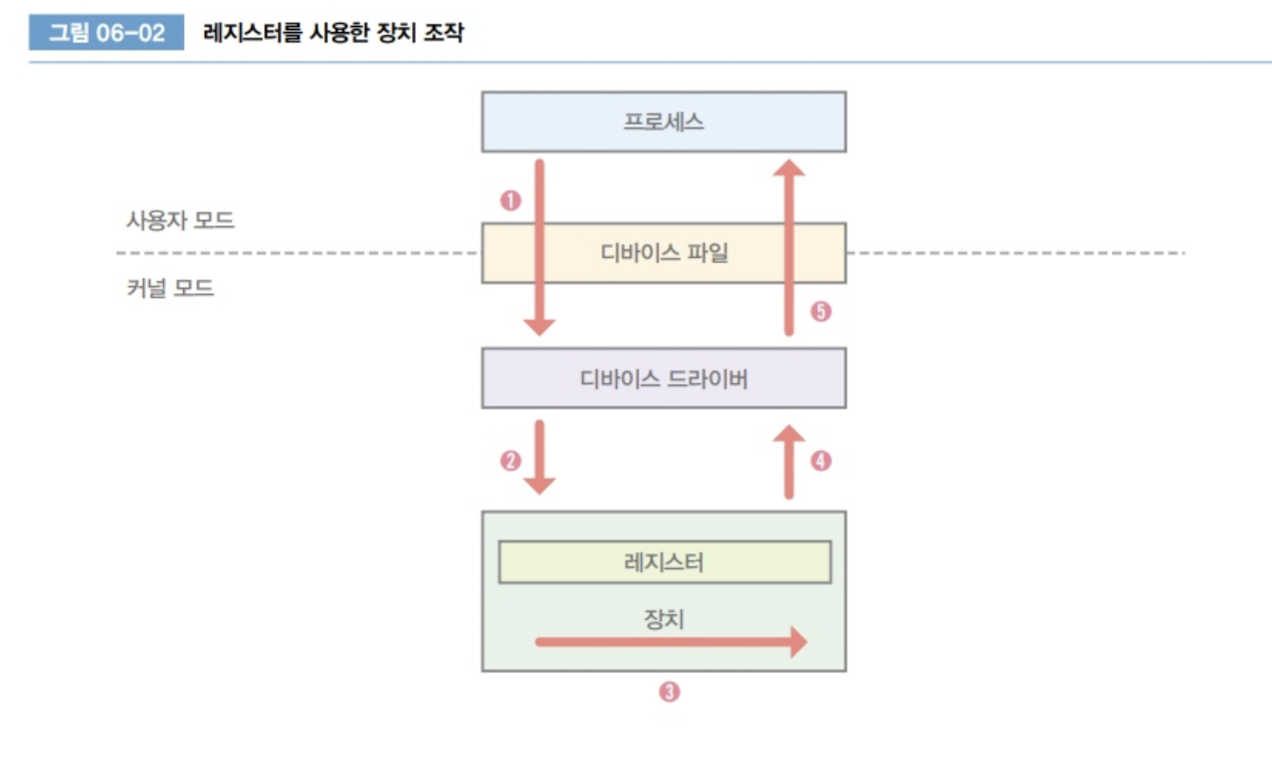 그림 06-02 레지스터를 사용한 장치 조작
프로세스
❶
사용자 모드
디바이스 파일
커널 모드
❺
디바이스 드라이버
❷ ❹
레지스터
장치
❸